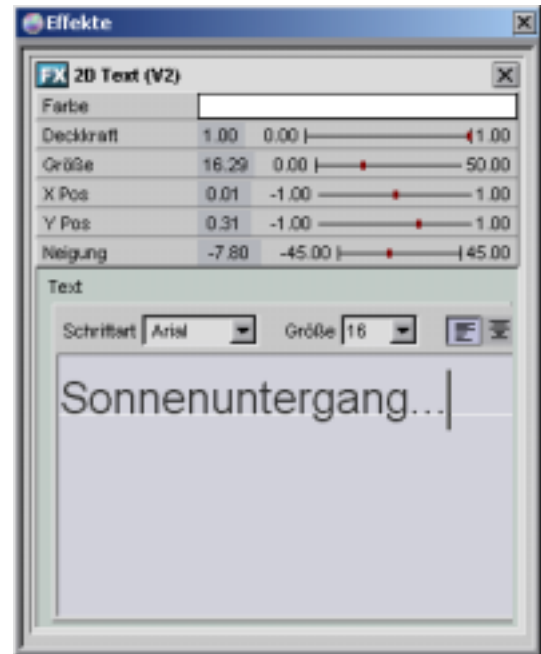 Effekte
FX 2D Text (V2)
Farbe
Deckkraft 1.00 0.00 1.00
Größe 16.29 0.00 50.00
X Pos 0.01 -1.00 1.00
Y Pos 0.31 -1.00 1.00
Neigung -7.80 -45.00 45.00
Text
Schriftart Arial Größe 16
Sonnenuntergang...